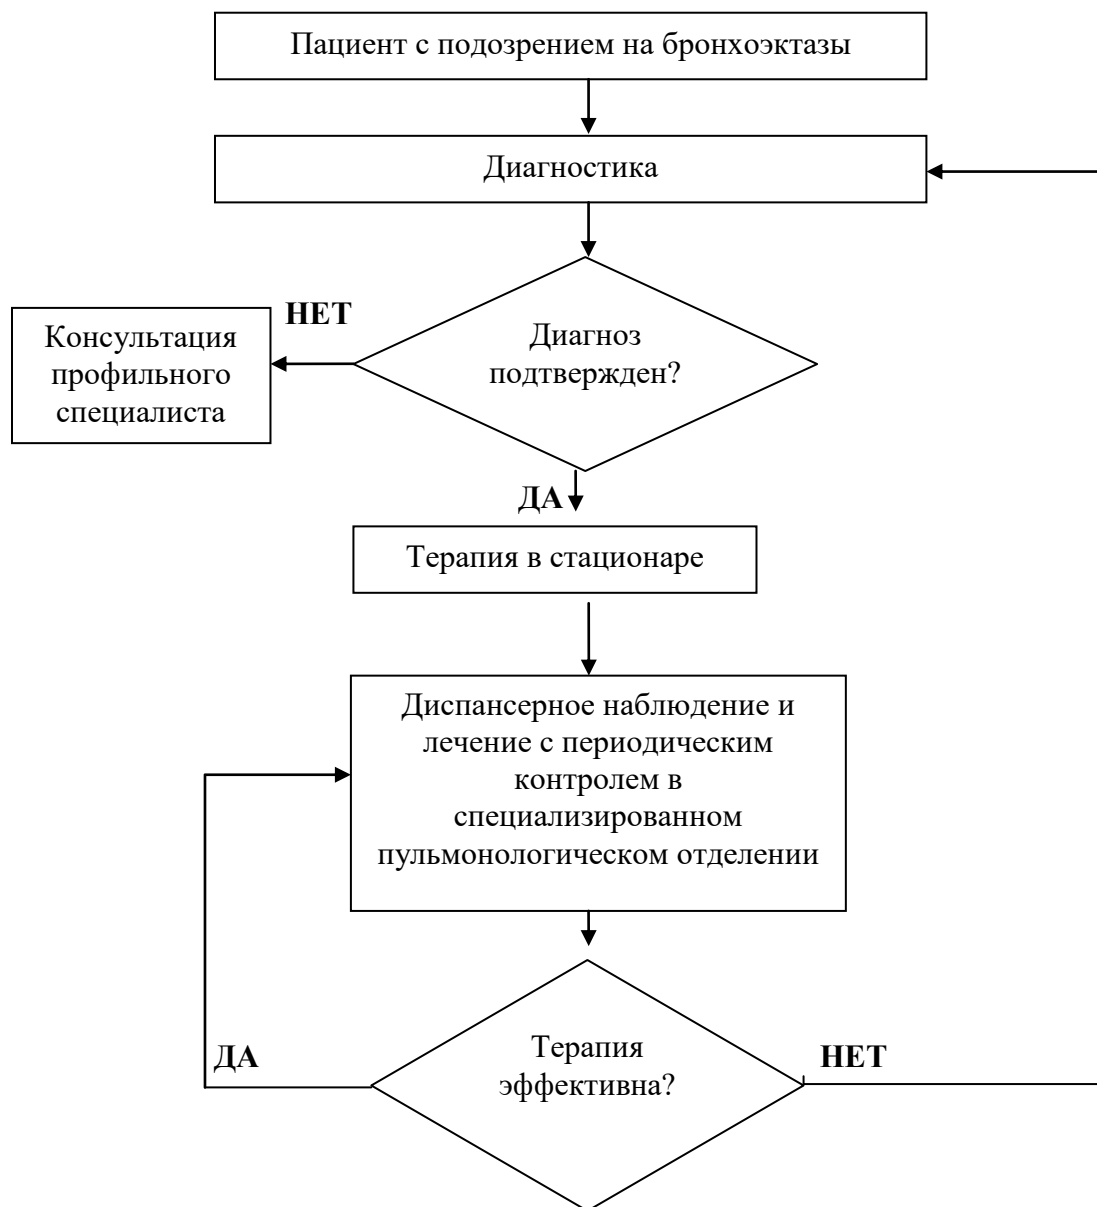 Пациент с подозрением на бронхоэктазы
Диагностика
НЕТ
Консультация
профильного
специалиста
Диагноз
подтвержден?
ДА
Терапия в стационаре
Диспансерное наблюдение и
лечение с периодическим
контролем в
специализированном
пульмонологическом отделении
ДА
Терапия
эффективна?
НЕТ